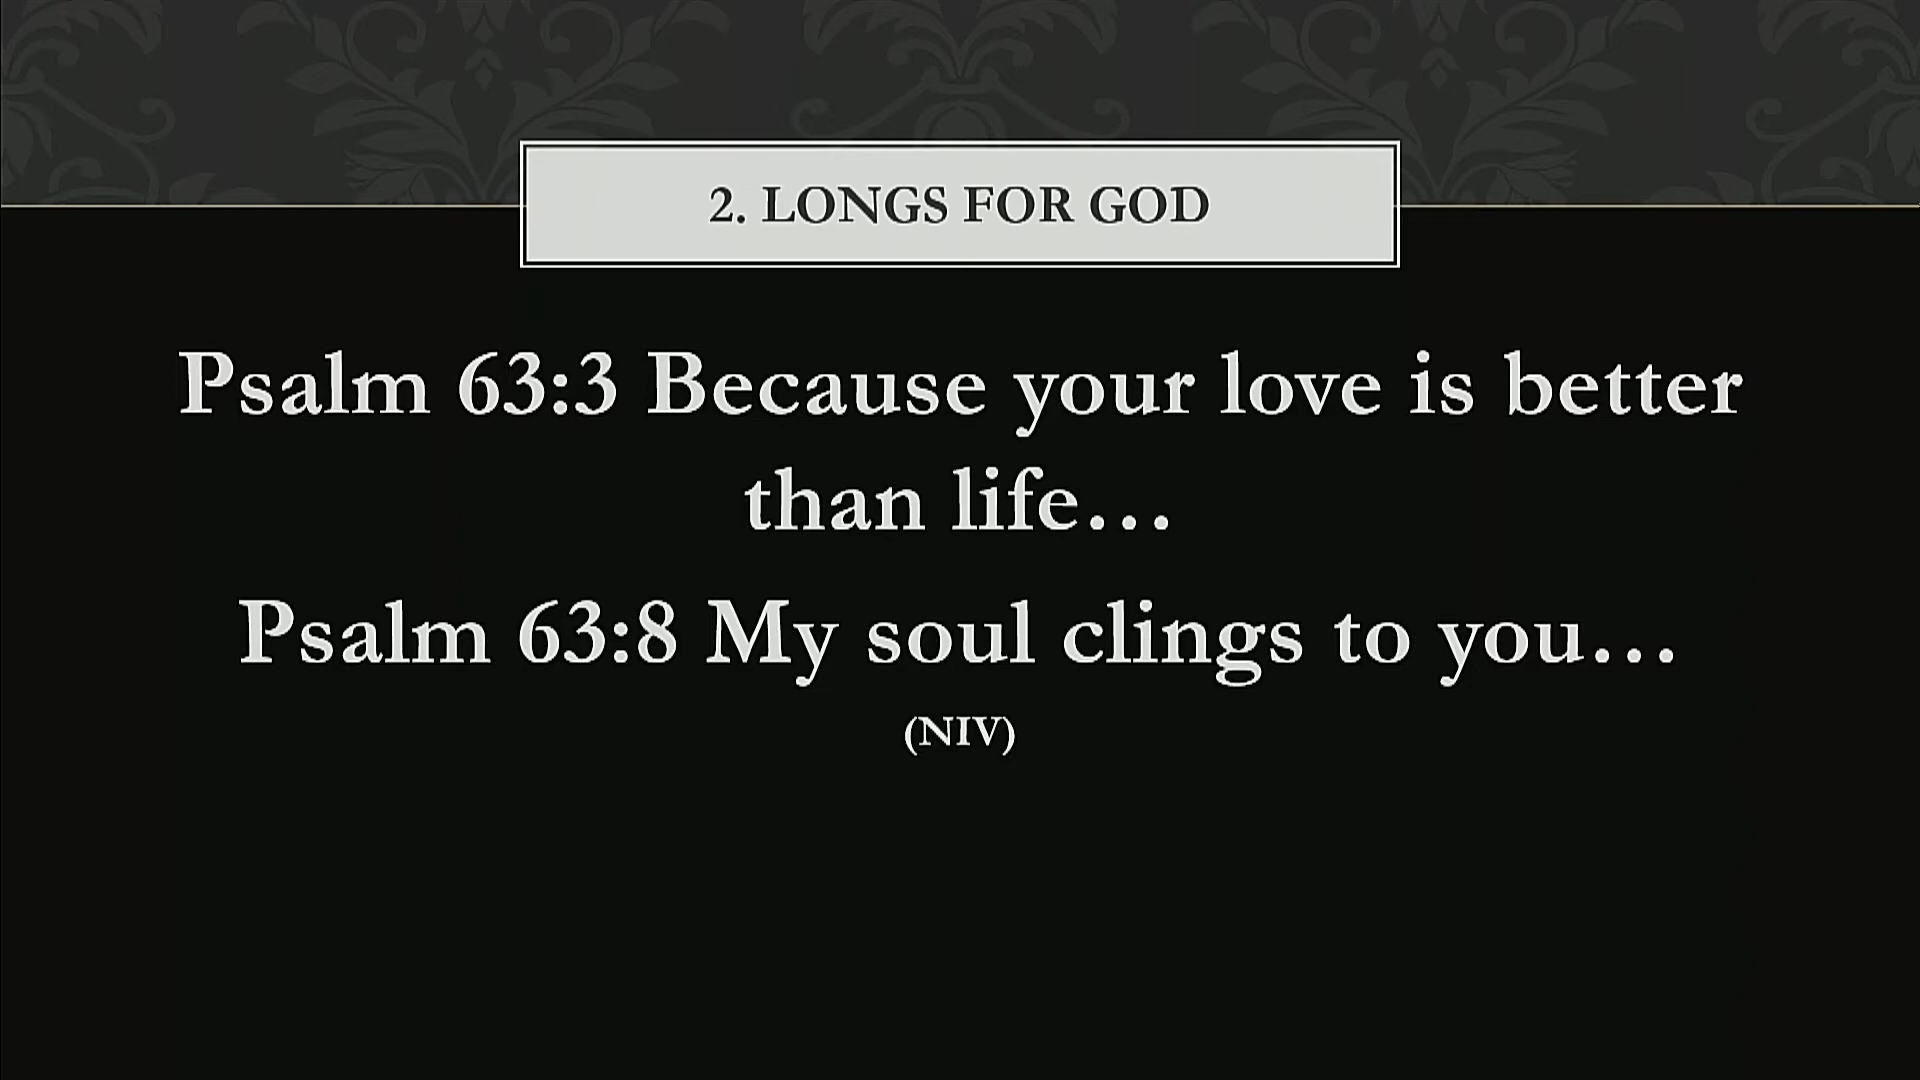 2. LONGS FOR GOD
Psalm 63:3 Because your love is better
than life…
Psalm 63:8 My soul clings to you…
(NIV)